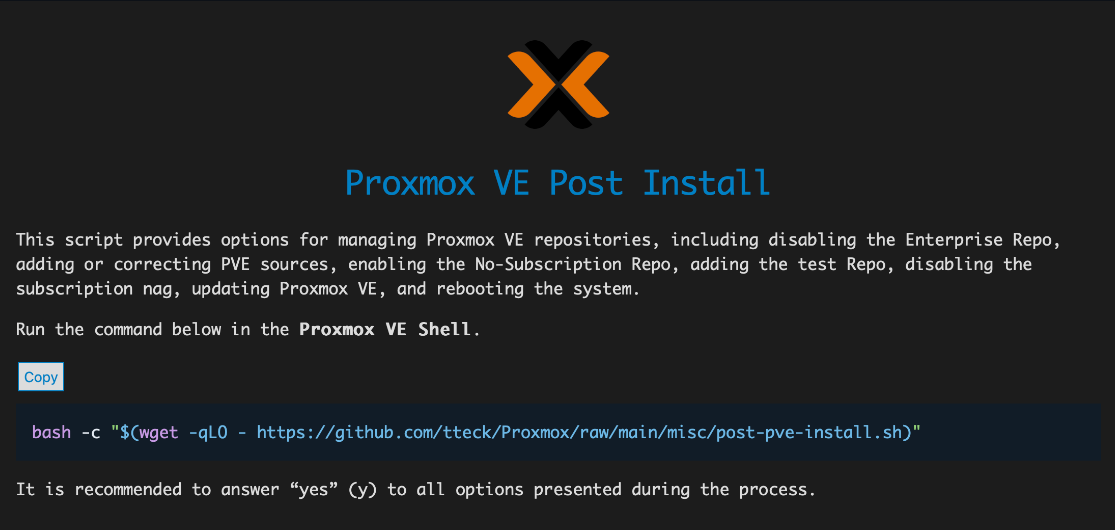 Proxmox VE Post Install
This script provides options for managing Proxmox VE repositories, including disabling the Enterprise Repo,
adding or correcting PVE sources, enabling the No-Subscription Repo, adding the test Repo, disabling the
subscription nag, updating Proxmox VE, and rebooting the system.
Run the command below in the Proxmox VE Shell.
Copy
bash -c "$(wget -qLO - https://github.com/tteck/Proxmox/raw/main/misc/post-pve-install.sh)"
It is recommended to answer “yes” (y) to all options presented during the process.